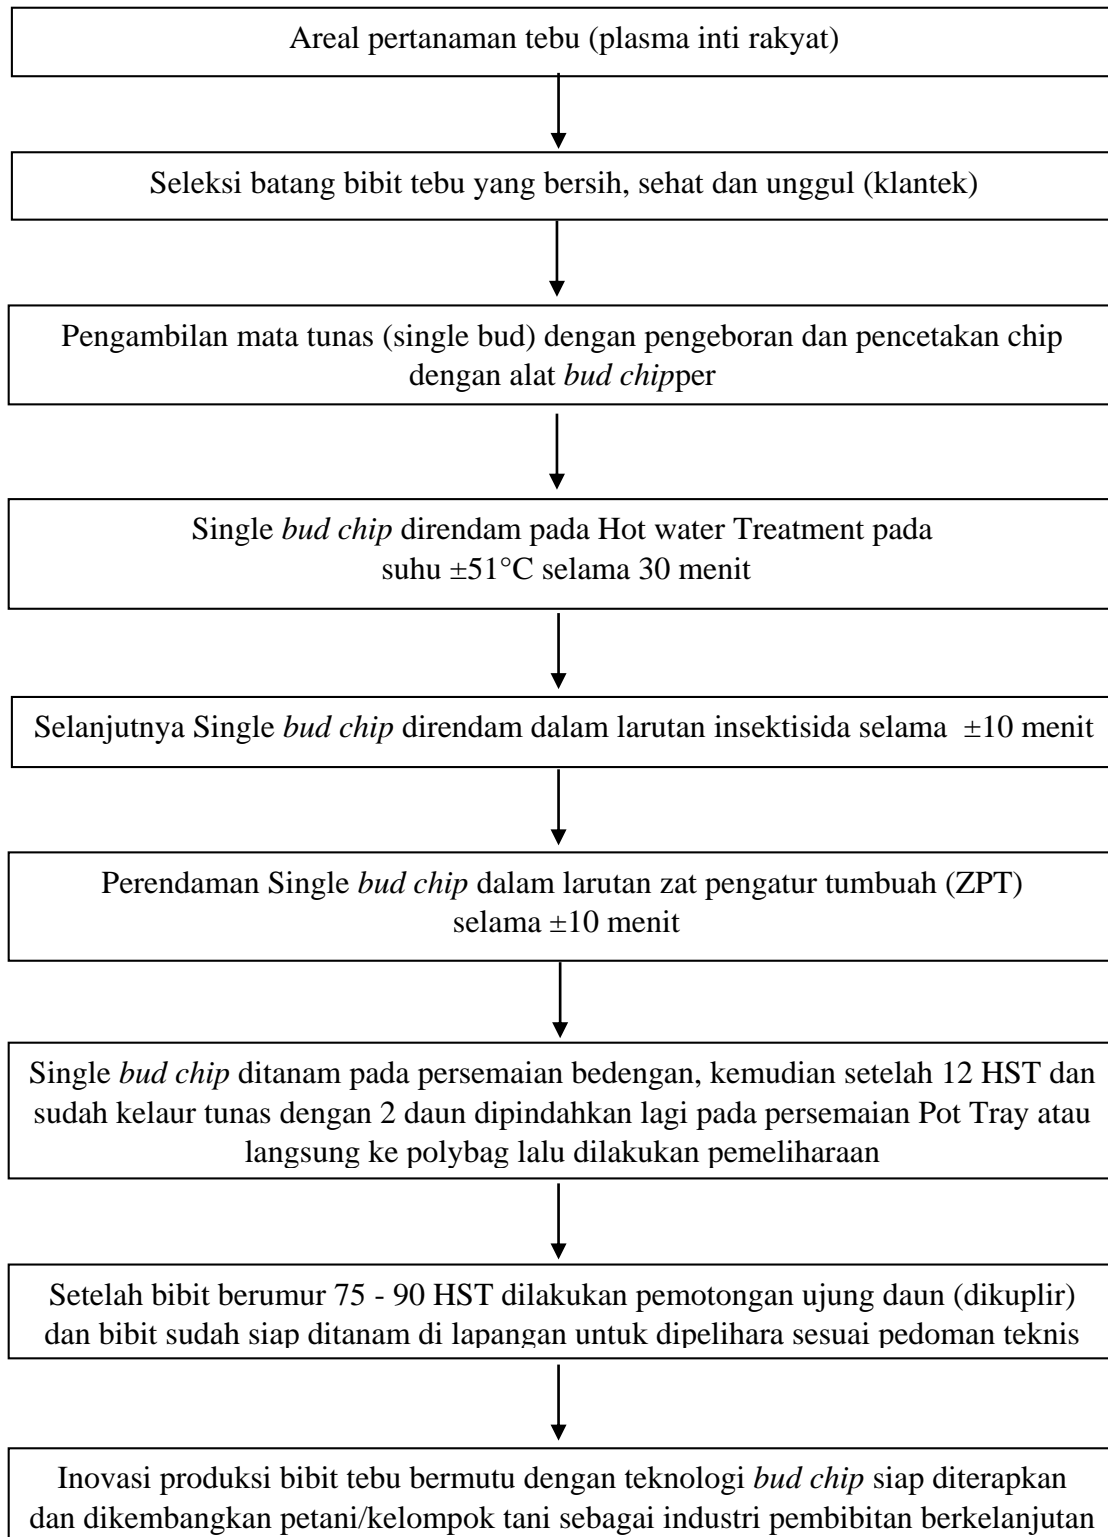 Areal pertanaman tebu (plasma inti rakyat)
Seleksi batang bibit tebu yang bersih, sehat dan unggul (klantek)
Pengambilan mata tunas (single bud) dengan pengeboran dan pencetakan chip
dengan alat bud chipper
Single bud chip direndam pada Hot water Treatment pada
suhu ±51°C selama 30 menit
Selanjutnya Single bud chip direndam dalam larutan insektisida selama ±10 menit
Perendaman Single bud chip dalam larutan zat pengatur tumbuah (ZPT)
selama ±10 menit
Single bud chip ditanam pada persemaian bedengan, kemudian setelah 12 HST dan
sudah kelaur tunas dengan 2 daun dipindahkan lagi pada persemaian Pot Tray atau
langsung ke polybag lalu dilakukan pemeliharaan
Setelah bibit berumur 75 - 90 HST dilakukan pemotongan ujung daun (dikuplir)
dan bibit sudah siap ditanam di lapangan untuk dipelihara sesuai pedoman teknis
Inovasi produksi bibit tebu bermutu dengan teknologi bud chip siap diterapkan
dan dikembangkan petani/kelompok tani sebagai industri pembibitan berkelanjutan